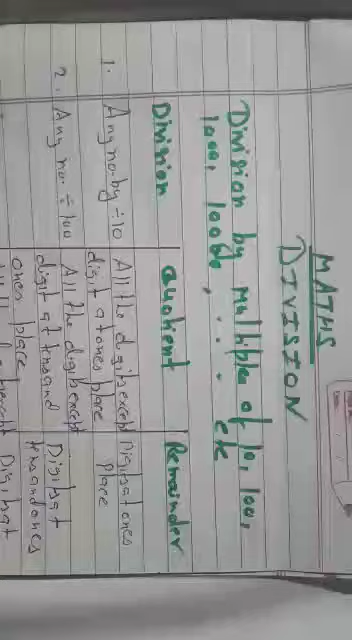 MATHS
DIVISION
Division by multiples of 10, 100,
1000, 10000, . . . . etc
Division Quotient Remainder
1. Any no. by ÷ 10 All the digits except Digits at ones
digit at ones place place
2. Any no. ÷ 100 All the digits except Digits at
digit at tens and tens and ones
ones place